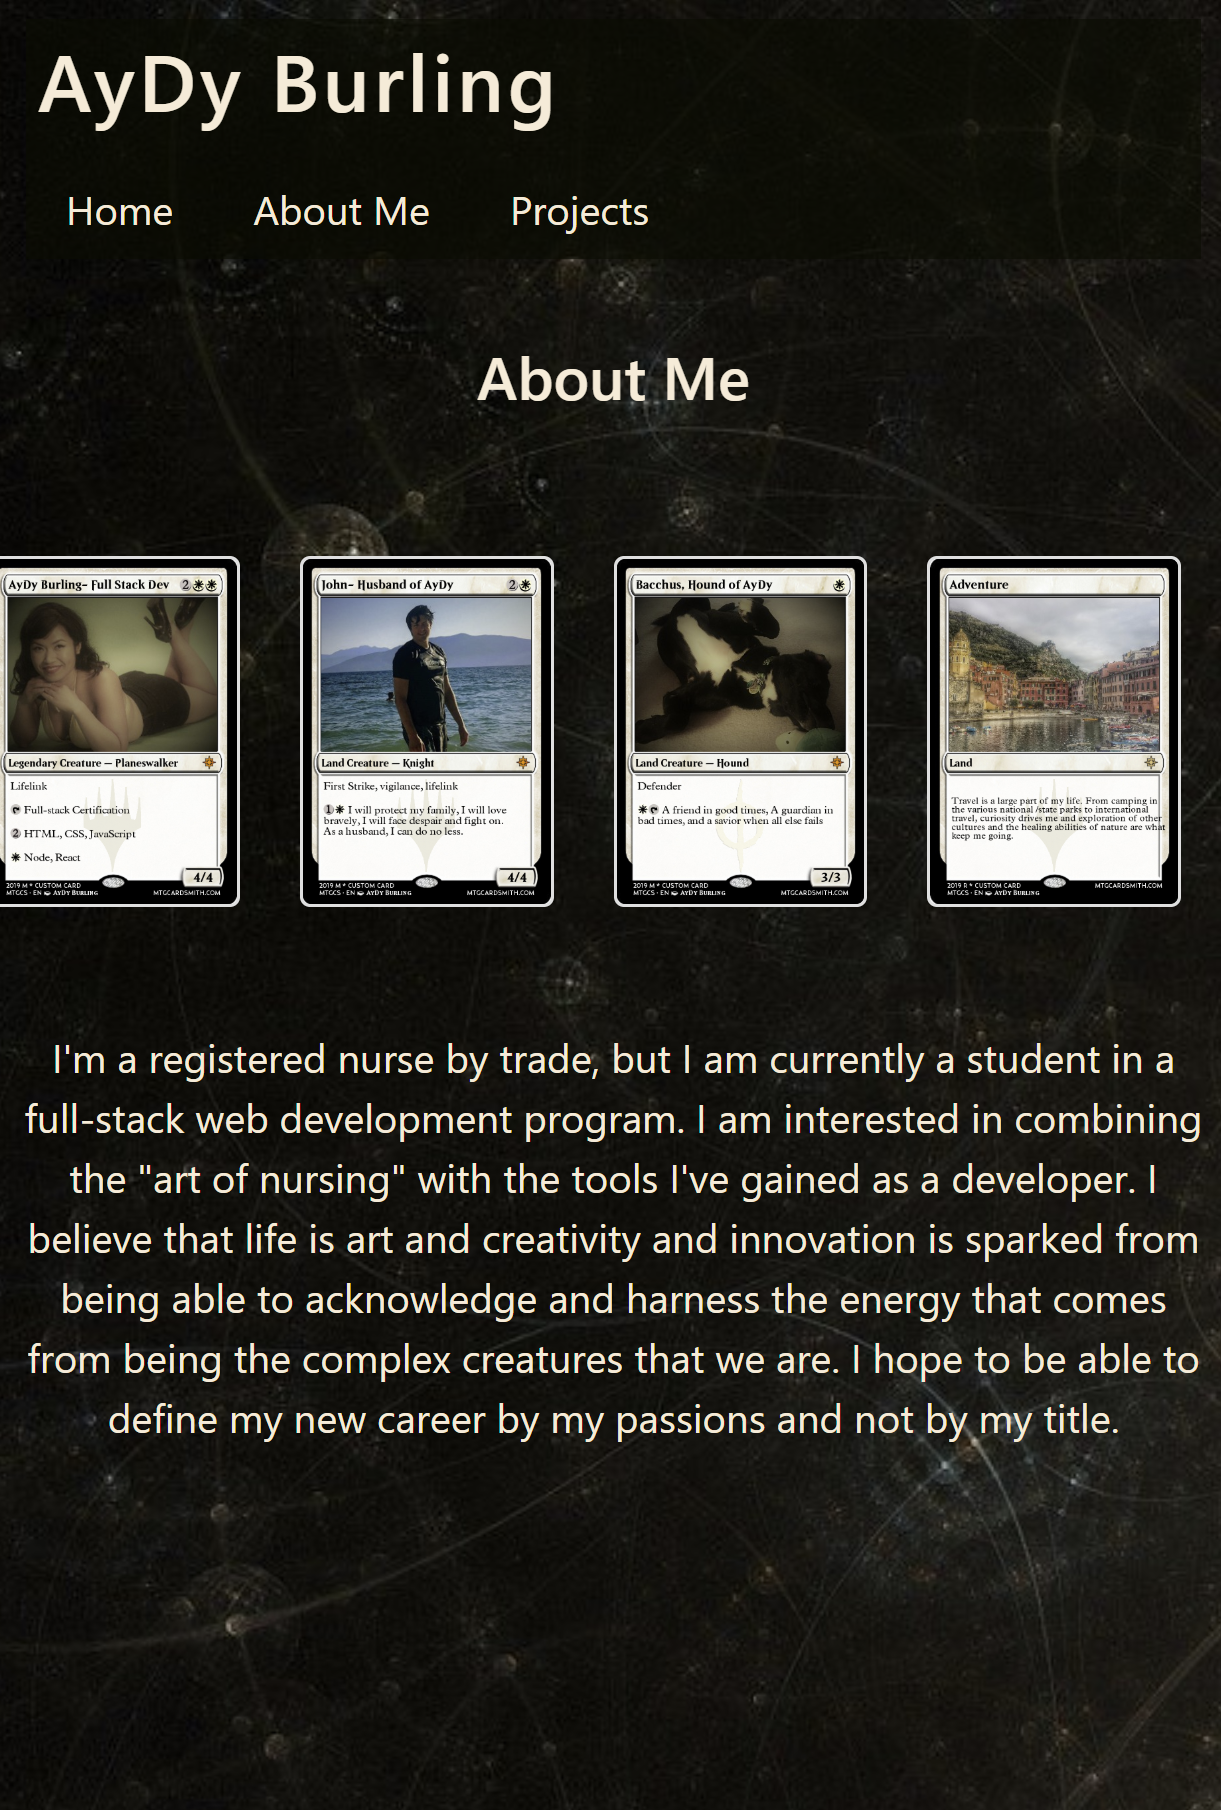 AyDy Burling
Home About Me Projects
About Me
AyDy Burling- Full Stack Dev 2
Legendary Creature — Planeswalker
Lifelink
Full-stack Certification
2 HTML, CSS, JavaScript
Node, React
4/4
2019 M * CUSTOM CARD
MTGCS · EN AYDY BURLING MTGCARDSMITH.COM
John- Husband of AyDy 2
Land Creature — Knight
First Strike, vigilance, lifelink
1 I will protect my family, I will love
bravely, I will face despair and fight on.
As a husband, I can do no less.
4/4
2019 M * CUSTOM CARD
MTGCS · EN AYDY BURLING MTGCARDSMITH.COM
Bacchus, Hound of AyDy
Land Creature — Hound
Defender
A friend in good times, A guardian in
bad times, and a savior when all else fails
3/3
2019 M * CUSTOM CARD
MTGCS · EN AYDY BURLING MTGCARDSMITH.COM
Adventure
Land
Travel is a large part of my life. From camping in
the various national /state parks to international
travel, curiosity drives me and exploration of other
cultures and the healing abilities of nature are what
keep me going.
2019 R * CUSTOM CARD MTGCARDSMITH.COM
MTGCS · EN AYDY BURLING
I'm a registered nurse by trade, but I am currently a student in a
full-stack web development program. I am interested in combining
the "art of nursing" with the tools I've gained as a developer. I
believe that life is art and creativity and innovation is sparked from
being able to acknowledge and harness the energy that comes
from being the complex creatures that we are. I hope to be able to
define my new career by my passions and not by my title.